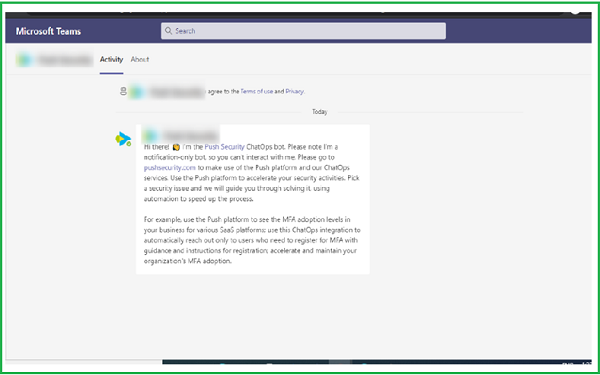 Microsoft Teams
Search
Activity About
agree to the Terms of use and Privacy.
Today
Hi there! I'm the Push Security ChatOps bot. Please note I'm a
notification-only bot, so you can't interact with me. Please go to
pushsecurity.com to make use of the Push platform and our ChatOps
services. Use the Push platform to accelerate your security activities. Pick
a security issue and we will guide you through solving it, using
automation to speed up the process.
For example, use the Push platform to see the MFA adoption levels in
your business for various SaaS platforms; use this ChatOps integration to
automatically reach out only to users who need to register for MFA with
guidance and instructions for registration; accelerate and maintain your
organization's MFA adoption.